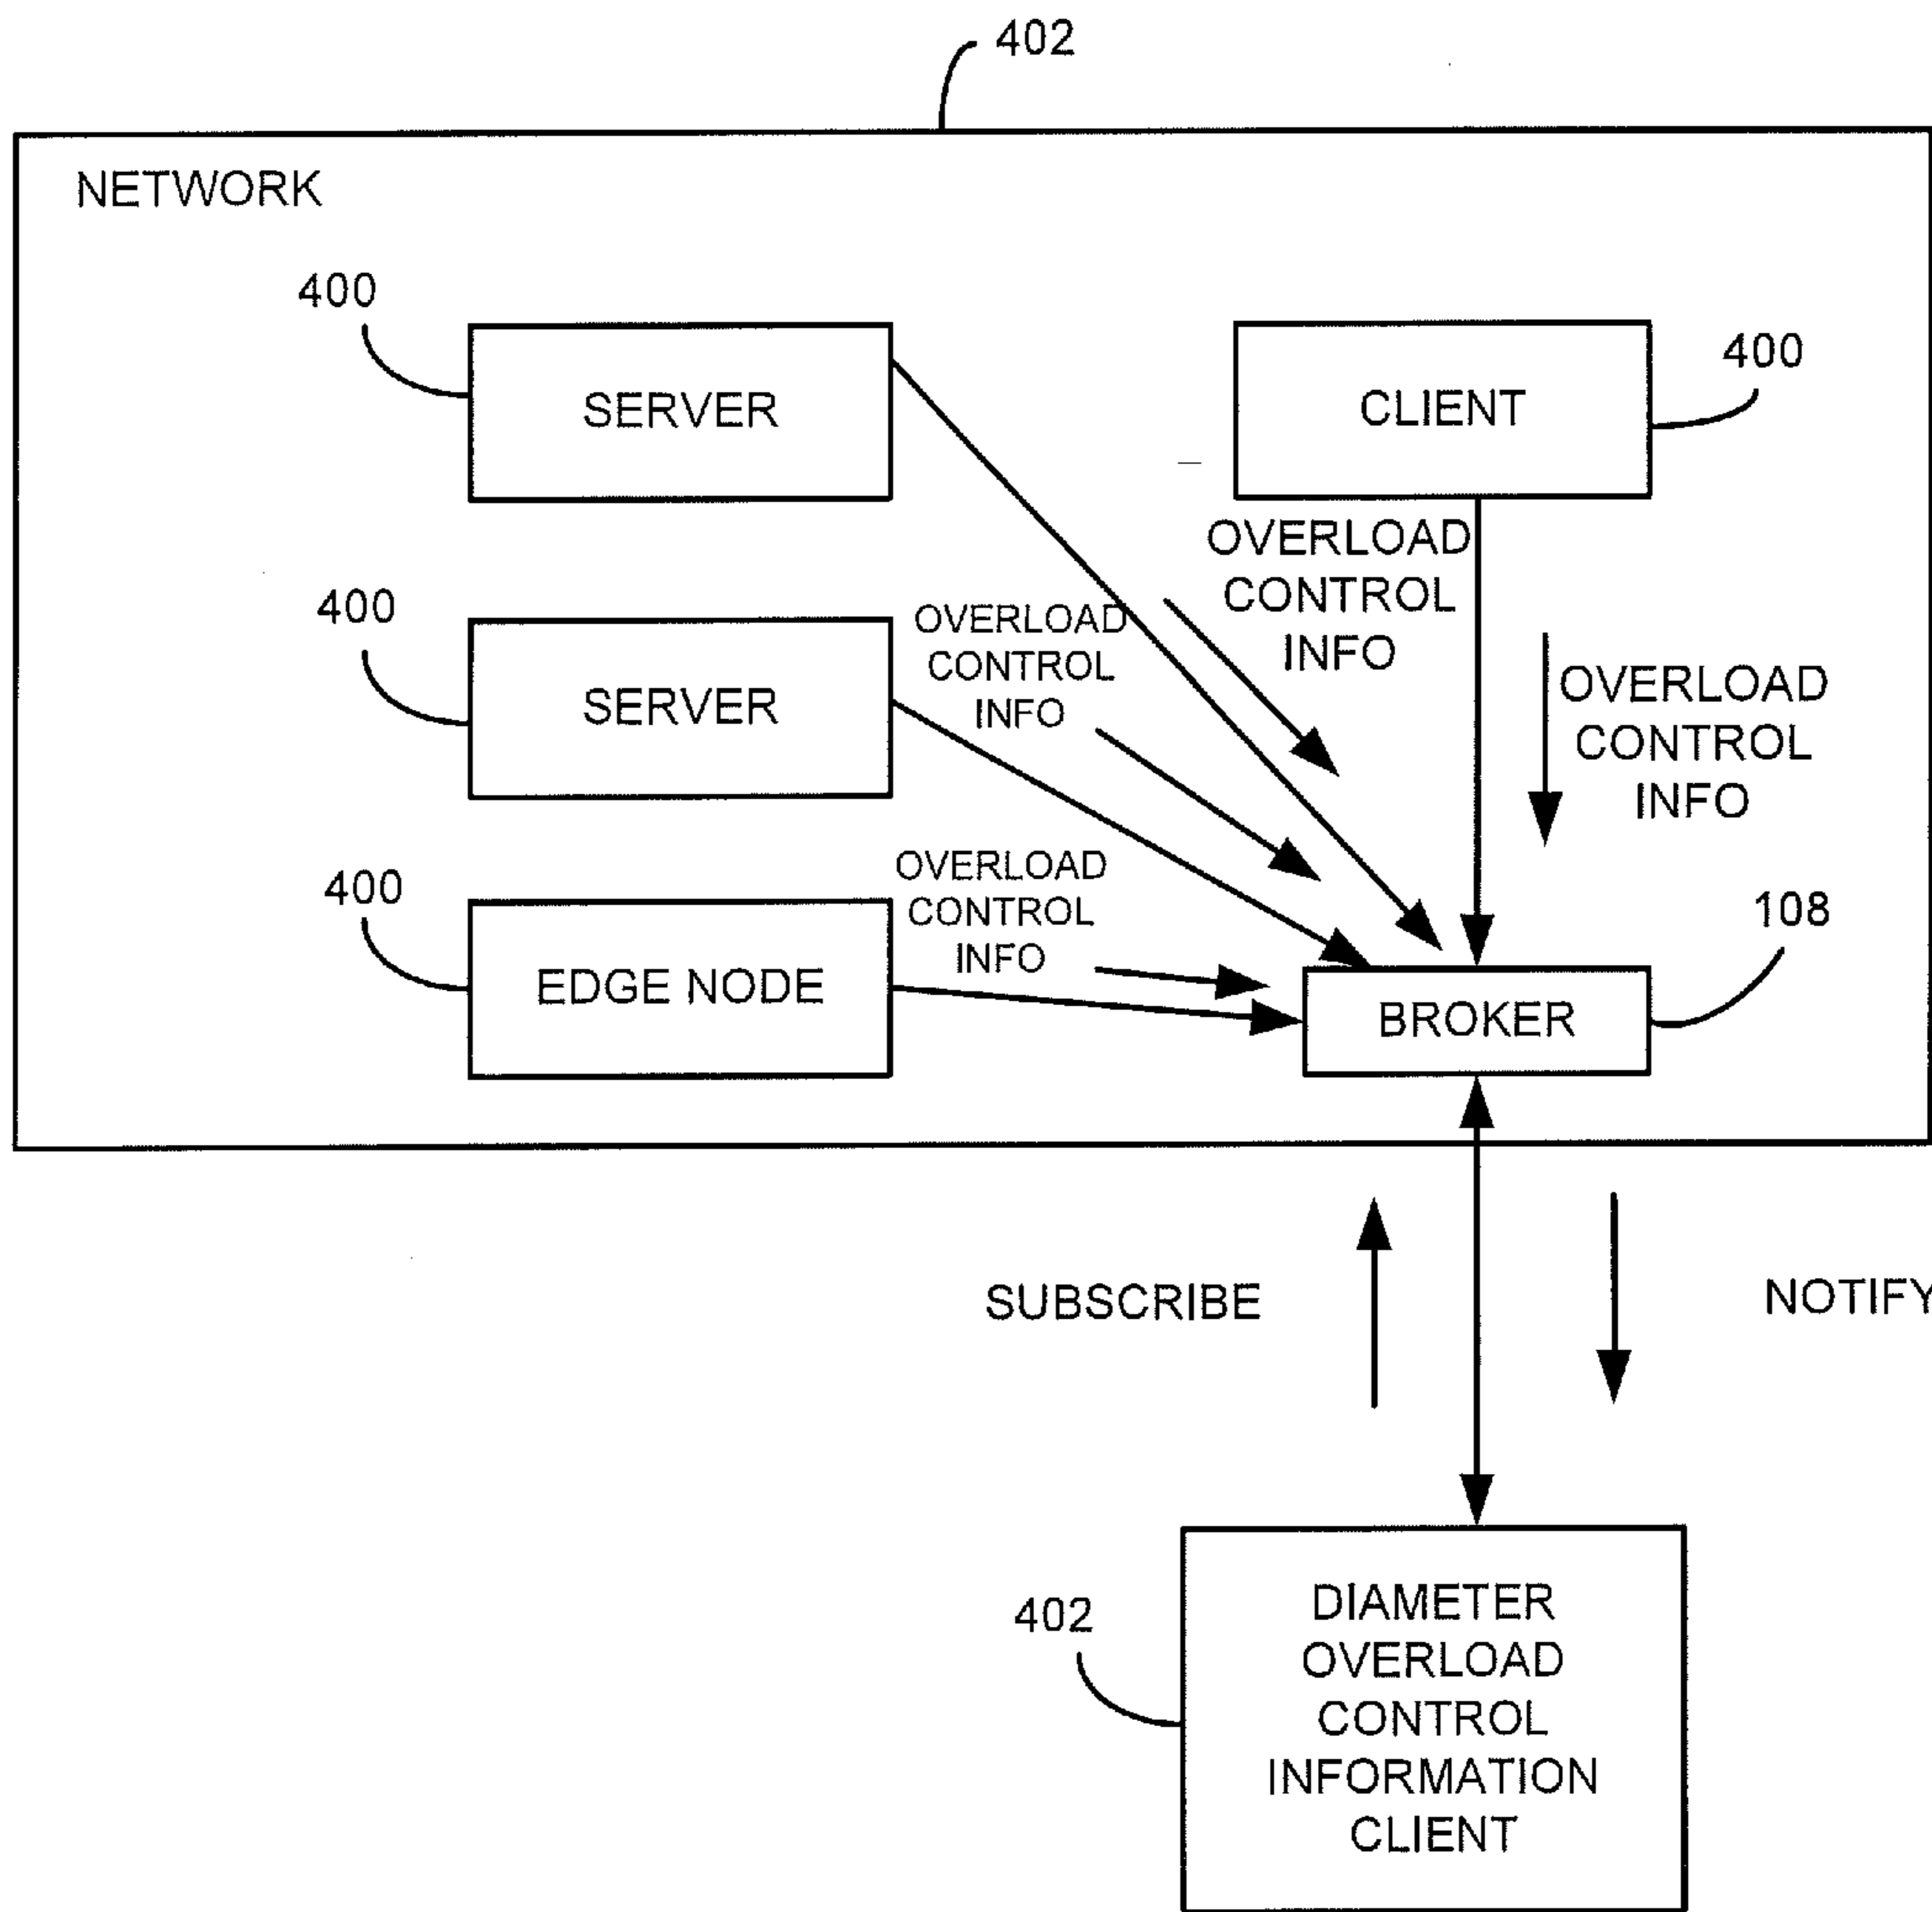 402
NETWORK
400
SERVER
CLIENT
400
OVERLOAD
CONTROL
INFO
400
SERVER
OVERLOAD
CONTROL
INFO
OVERLOAD
CONTROL
INFO
400
EDGE NODE
OVERLOAD
CONTROL
INFO
108
BROKER
SUBSCRIBE
NOTIFY
402
DIAMETER
OVERLOAD
CONTROL
INFORMATION
CLIENT